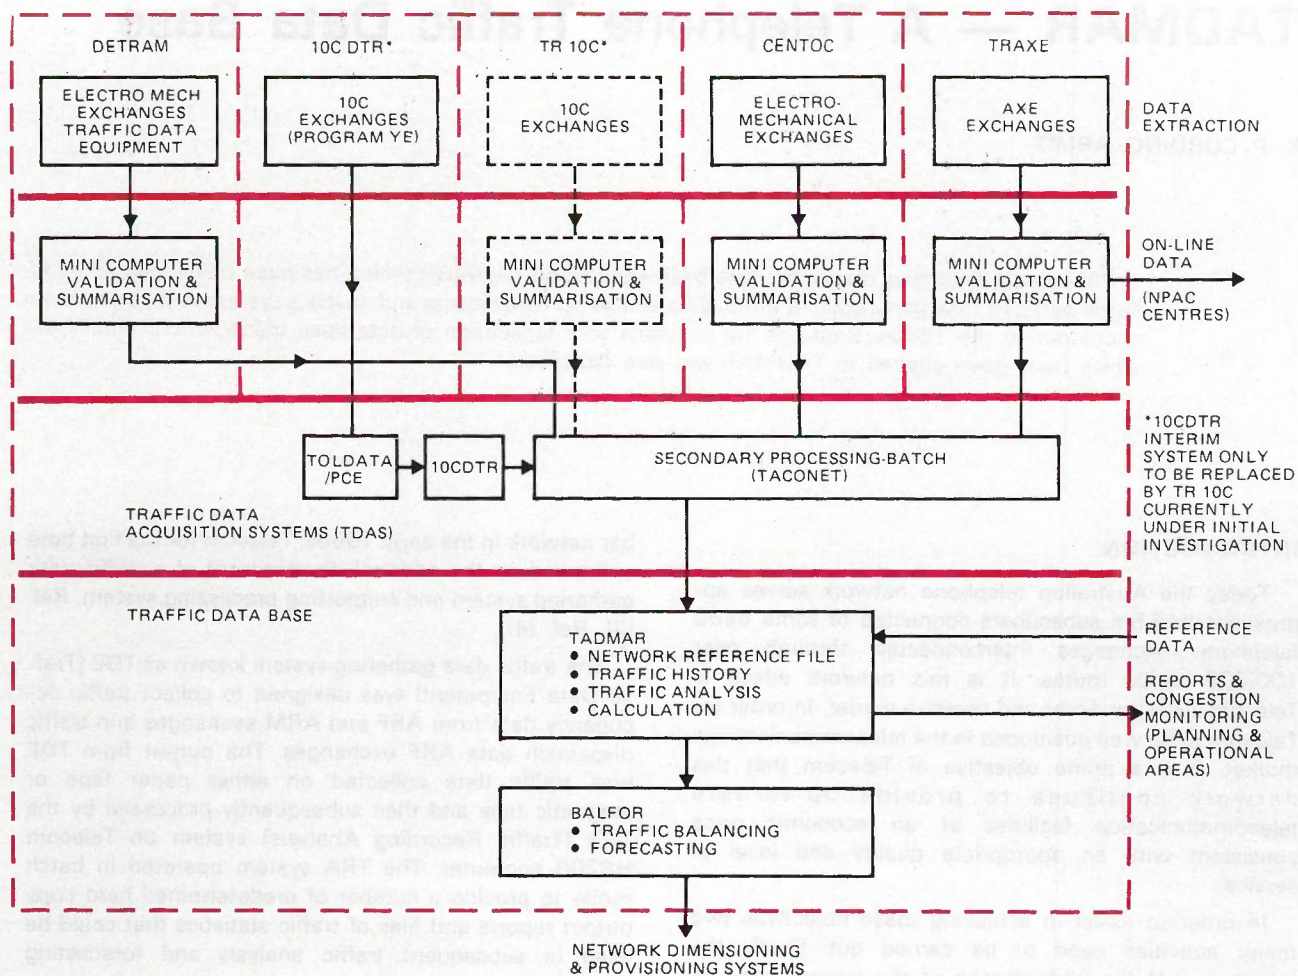 DETRAM
10C DTR*
TR 10C*
CENTOC
TRAXE
ELECTRO MECH
EXCHANGES
TRAFFIC DATA
EQUIPMENT
10C
EXCHANGES
(PROGRAM YE')
10C
EXCHANGES
ELECTRO-
MECHANICAL
EXCHANGES
AXE
EXCHANGES
DATA
EXTRACTION
MINI COMPUTER
VALIDATION &
SUMMARISATION
MINI COMPUTER
VALIDATION &
SUMMARISATION
MINI COMPUTER
VALIDATION &
SUMMARISATION
MINI COMPUTER
VALIDATION &
SUMMARISATION
ON-LINE
DATA
(NPAC
CENTRES)
TOLDATA
/PCE
10CDTR
SECONDARY PROCESSING-BATCH
(TACONET)
*10CDTR
INTERIM
SYSTEM ONLY
TO BE REPLACED
BY TR 10C
CURRENTLY
UNDER INITIAL
INVESTIGATION
TRAFFIC DATA
ACQUISITION SYSTEMS (TDAS)
TRAFFIC DATA BASE
TADMAR
• NETWORK REFERENCE FILE
• TRAFFIC HISTORY
• TRAFFIC ANALYSIS
• CALCULATION
REFERENCE
DATA
REPORTS &
CONGESTION
MONITORING
(PLANNING &
OPERATIONAL
AREAS)
BALFOR
• TRAFFIC BALANCING
• FORECASTING
NETWORK DIMENSIONING
& PROVISIONING SYSTEMS